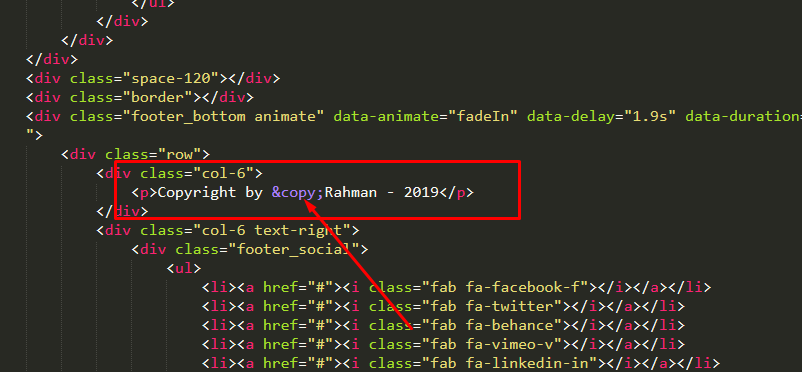 </ul>
</div>
</div>
</div>
<div class="space-120"></div>
<div class="border"></div>
<div class="footer_bottom animate" data-animate="fadeIn" data-delay="1.9s" data-duration=
">
<div class="row">
<div class="col-6">
<p>Copyright by &copy;Rahman - 2019</p>
</div>
<div class="col-6 text-right">
<div class="footer_social">
<ul>
<li><a href="#"><i class="fab fa-facebook-f"></i></a></li>
<li><a href="#"><i class="fab fa-twitter"></i></a></li>
<li><a href="#"><i class="fab fa-behance"></i></a></li>
<li><a href="#"><i class="fab fa-vimeo-v"></i></a></li>
<li><a href="#"><i class="fab fa-linkedin-in"></i></a></li>